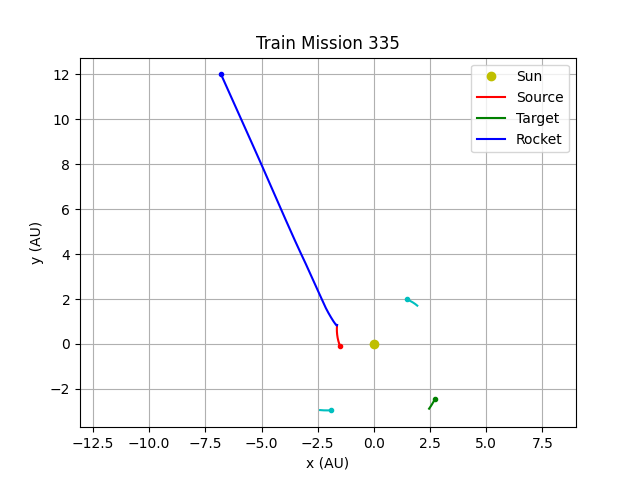 Train Mission 335
Sun
Source
Target
Rocket
y (AU)
12
10
8
6
4
2
0
−2
−12.5 −10.0 −7.5 −5.0 −2.5 0.0 2.5 5.0 7.5
x (AU)